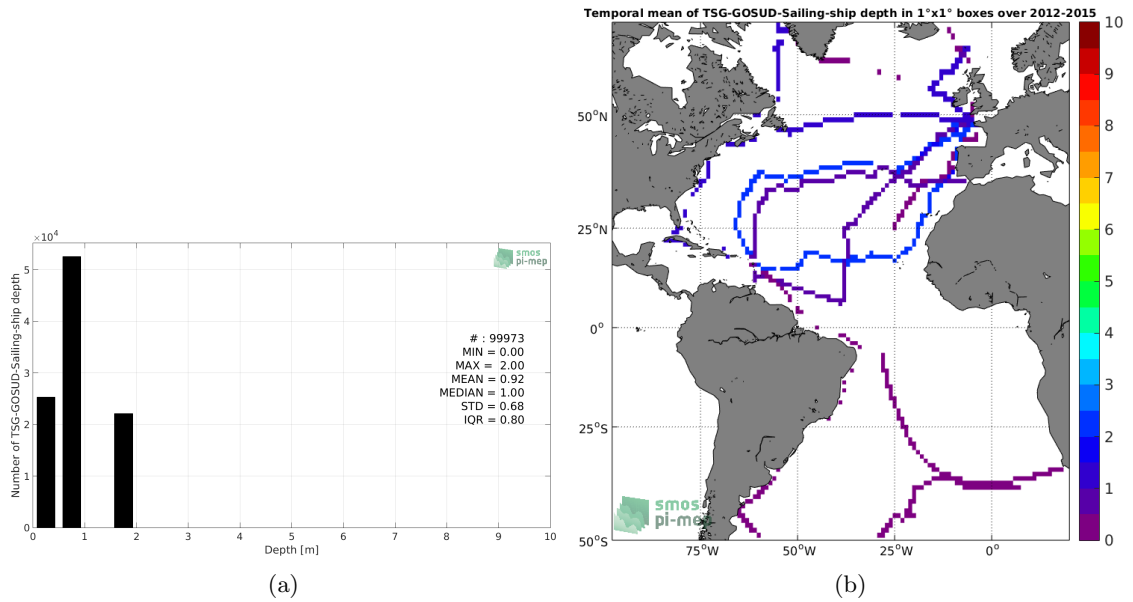 ×10⁴
5
4
3
2
1
0
Number of TSG-GOSUD-Sailing-ship depth
smos
pi-mep
# : 99973
MIN = 0.00
MAX = 2.00
MEAN = 0.92
MEDIAN = 1.00
STD = 0.68
IQR = 0.80
0 1 2 3 4 5 6 7 8 9 10
Depth [m]
(a)
Temporal mean of TSG-GOSUD-Sailing-ship depth in 1°x1° boxes over 2012-2015
50°N
25°N
0°
25°S
50°S
75°W 50°W 25°W 0°
smos
pi-mep
10
9
8
7
6
5
4
3
2
1
0
(b)